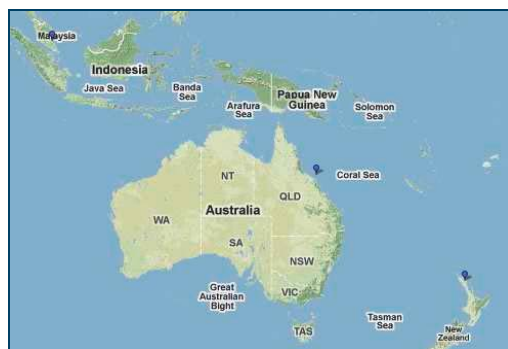 Malaysia
Indonesia
Java Sea
Banda
Sea
Papua New
Guinea
Arafura
Sea
Solomon
Sea
Coral Sea
NT
QLD
WA
Australia
SA
NSW
VIC
Great
Australian
Bight
TAS
Tasman
Sea
New
Zealand